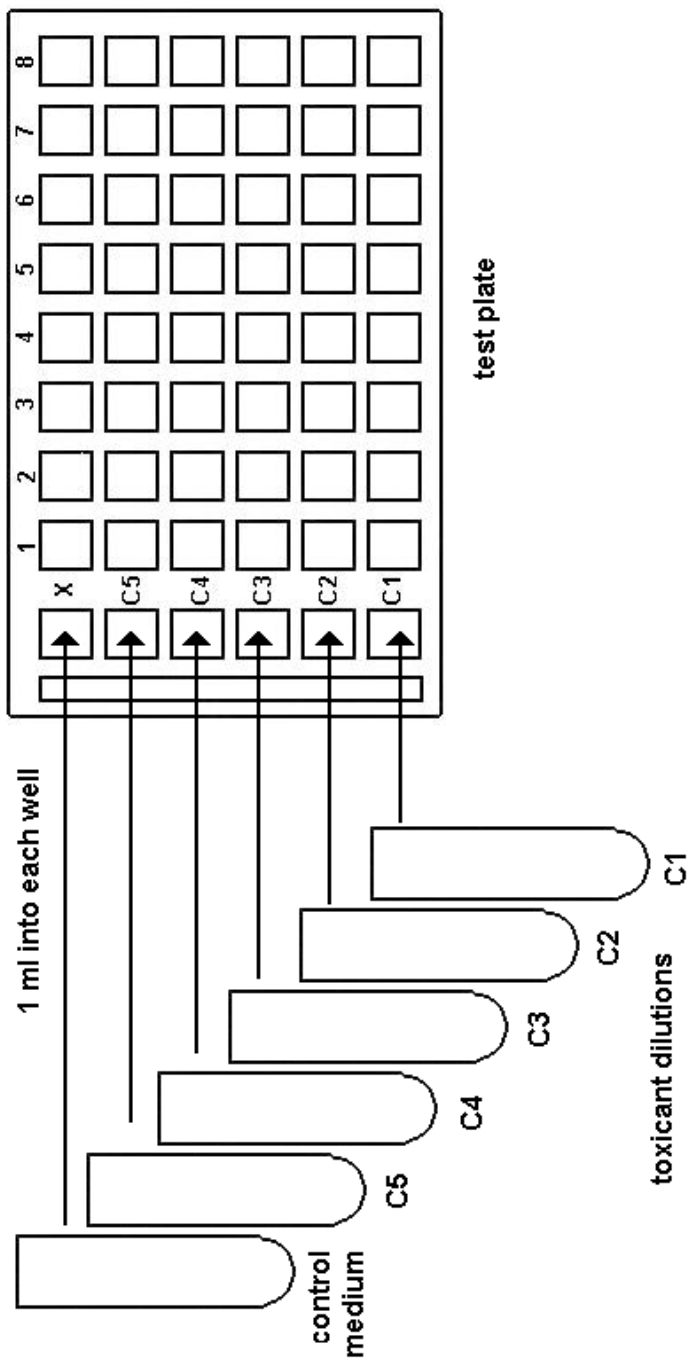 1 ml into each well
1 2 3 4 5 6 7 8
X
C5
C4
C3
C2
C1
test plate
control
medium
C5
C4
C3
C2
C1
toxicant dilutions